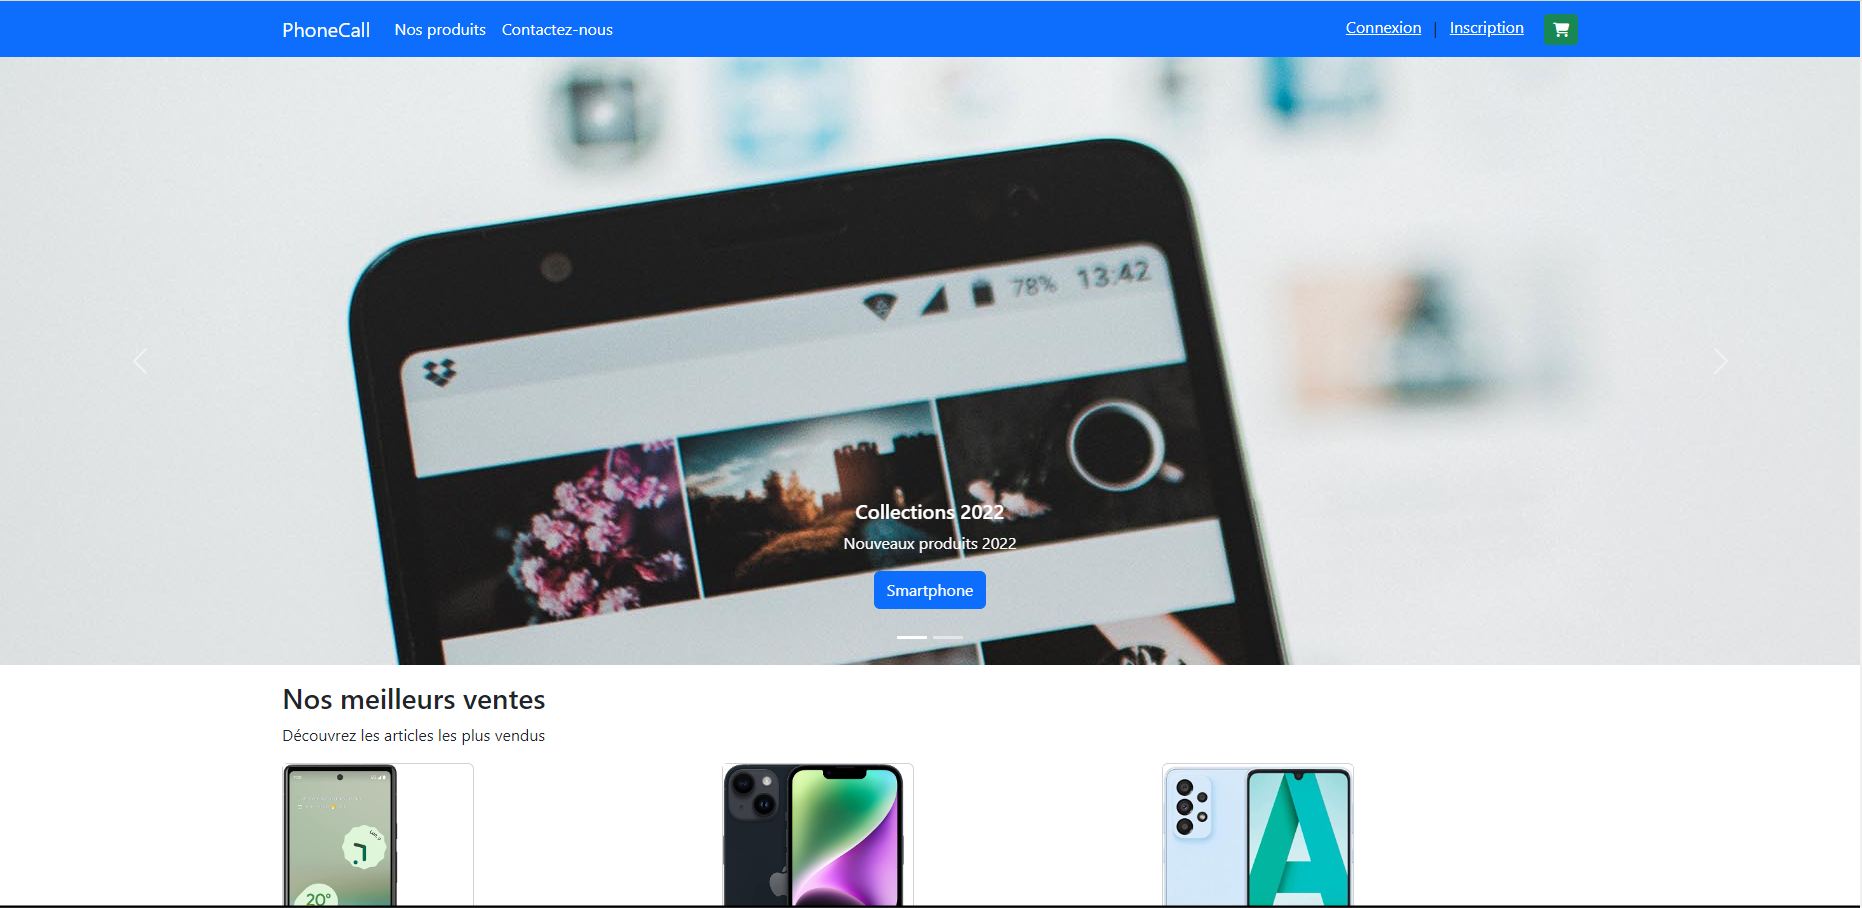 PhoneCall Nos produits Contactez-nous Connexion | Inscription
78% 13:42
Collections 2022
Nouveaux produits 2022
Smartphone
Nos meilleurs ventes
Découvrez les articles les plus vendus
20°
A